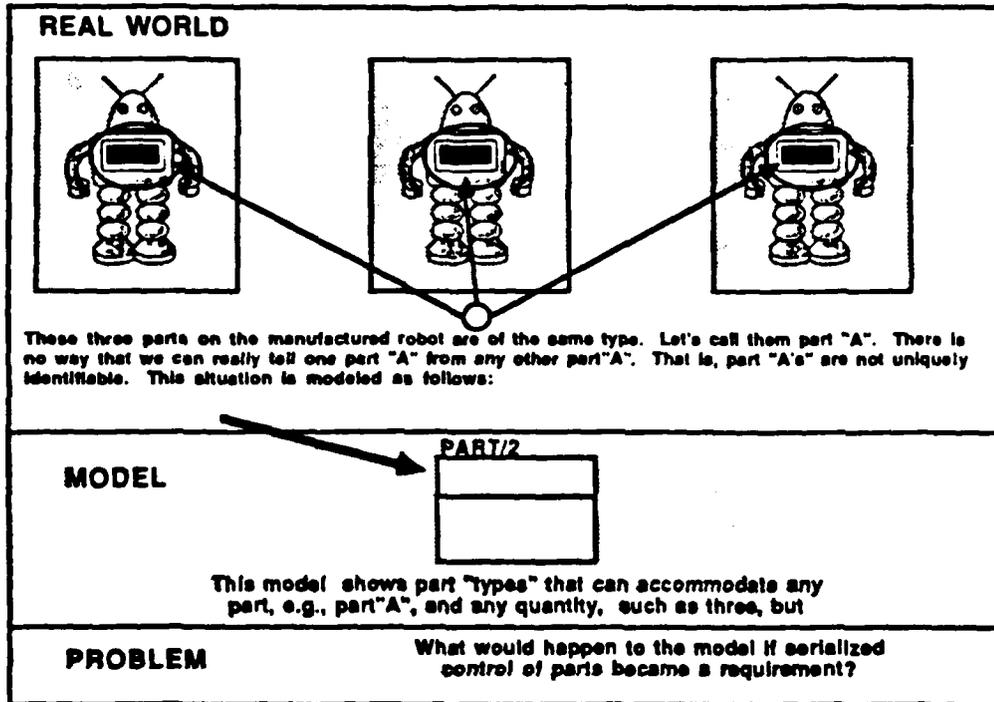 REAL WORLD
These three parts on the manufactured robot are of the same type. Let's call them part "A". There is
no way that we can really tell one part "A" from any other part"A". That is, part "A's" are not uniquely
identifiable. This situation is modeled as follows:
PART/2
MODEL
This model shows part "types" that can accommodate any
part, e.g., part"A", and any quantity, such as three, but
PROBLEM
What would happen to the model if serialized
control of parts became a requirement?